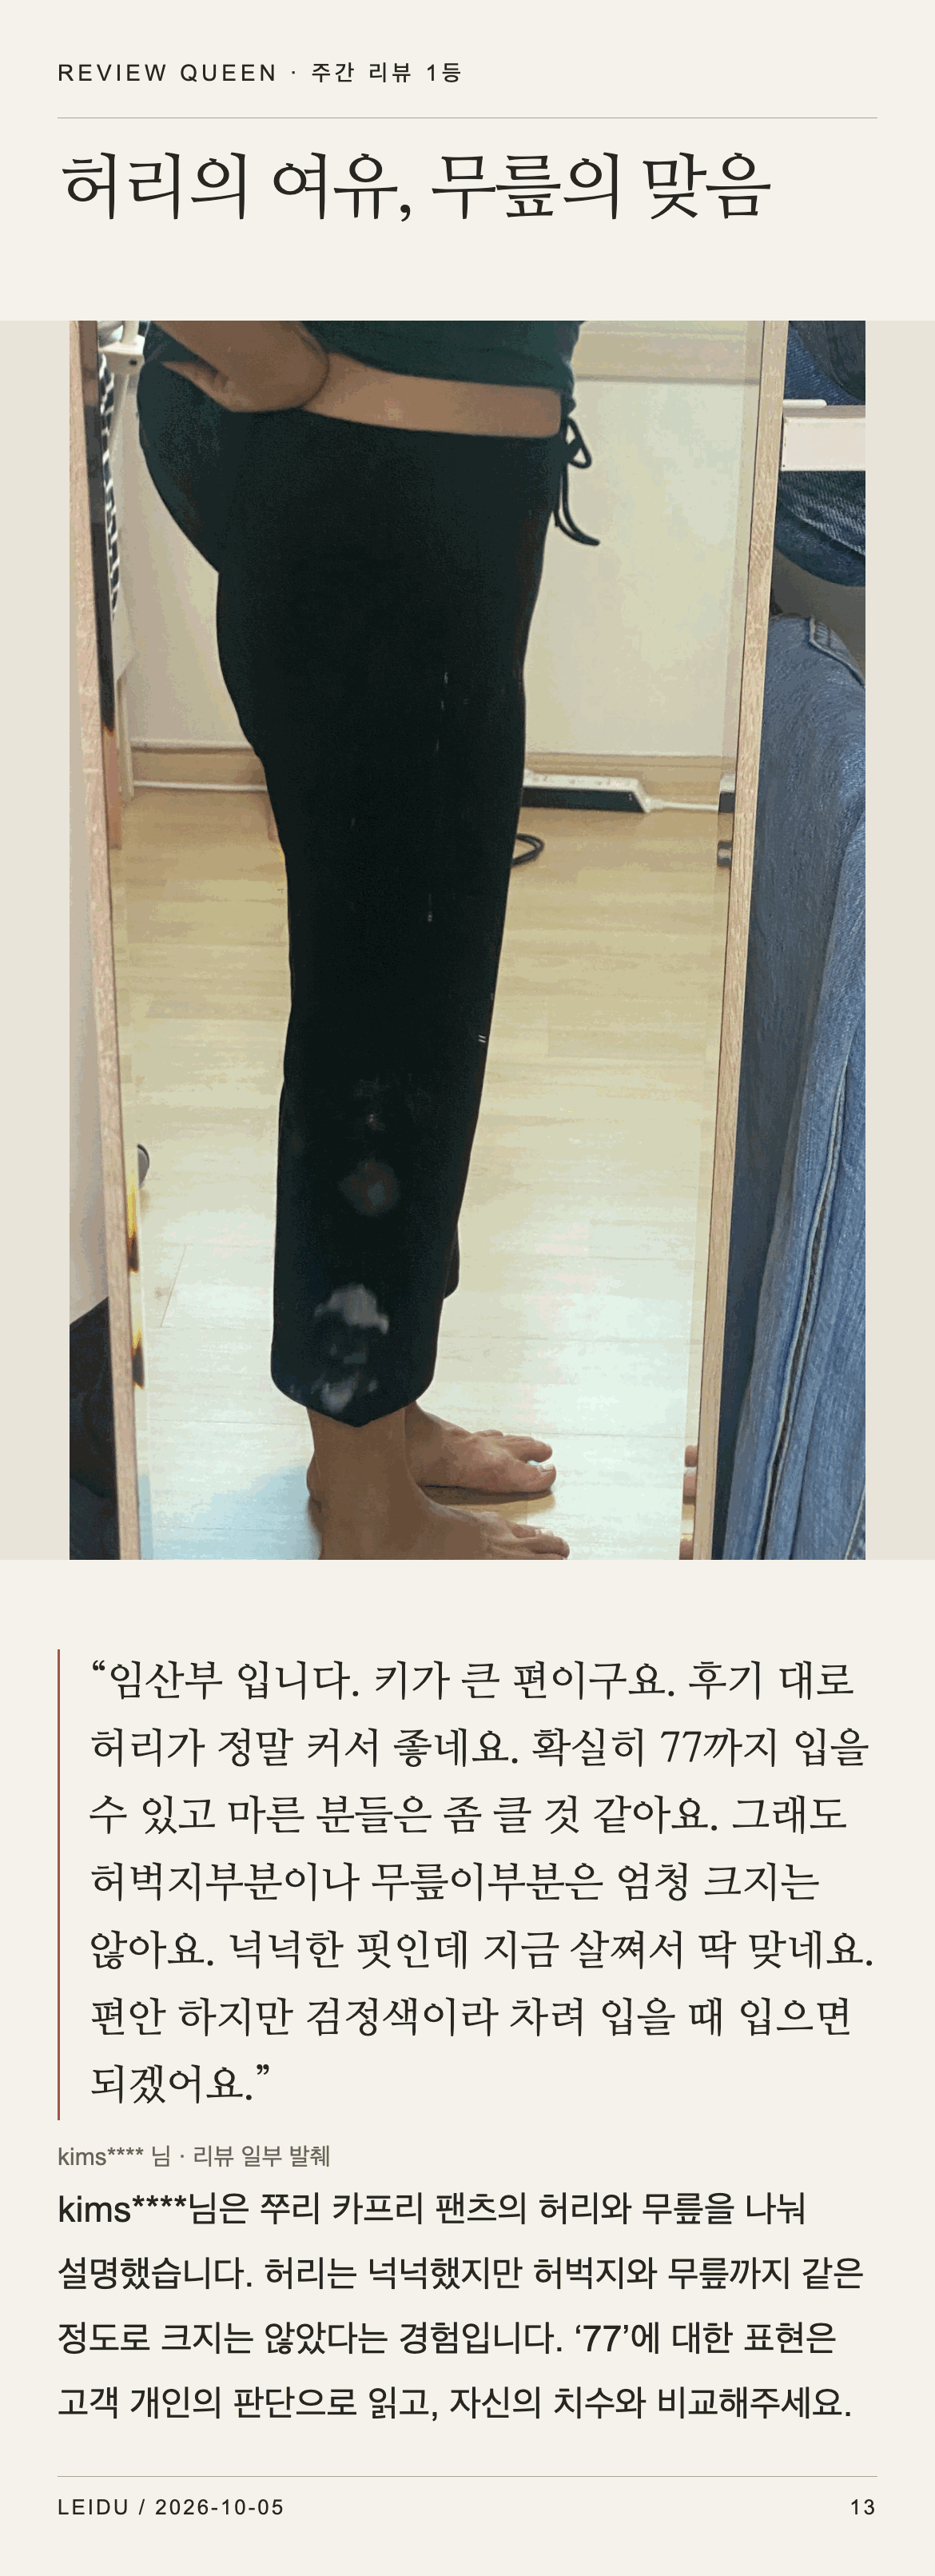 REVIEW QUEEN · 주간 리뷰 1등
허리의 여유, 무릎의 맞음
“임산부 입니다. 키가 큰 편이구요. 후기 대로
허리가 정말 커서 좋네요. 확실히 77까지 입을
수 있고 마른 분들은 좀 클 것 같아요. 그래도
허벅지부분이나 무릎이부분은 엄청 크지는
않아요. 넉넉한 핏인데 지금 살쪄서 딱 맞네요.
편안 하지만 검정색이라 차려 입을 때 입으면
되겠어요.”
kims**** 님 · 리뷰 일부 발췌
kims****님은 쭈리 카프리 팬츠의 허리와 무릎을 나눠
설명했습니다. 허리는 넉넉했지만 허벅지와 무릎까지 같은
정도로 크지는 않았다는 경험입니다. ‘77’에 대한 표현은
고객 개인의 판단으로 읽고, 자신의 치수와 비교해주세요.
LEIDU / 2026-10-05
13